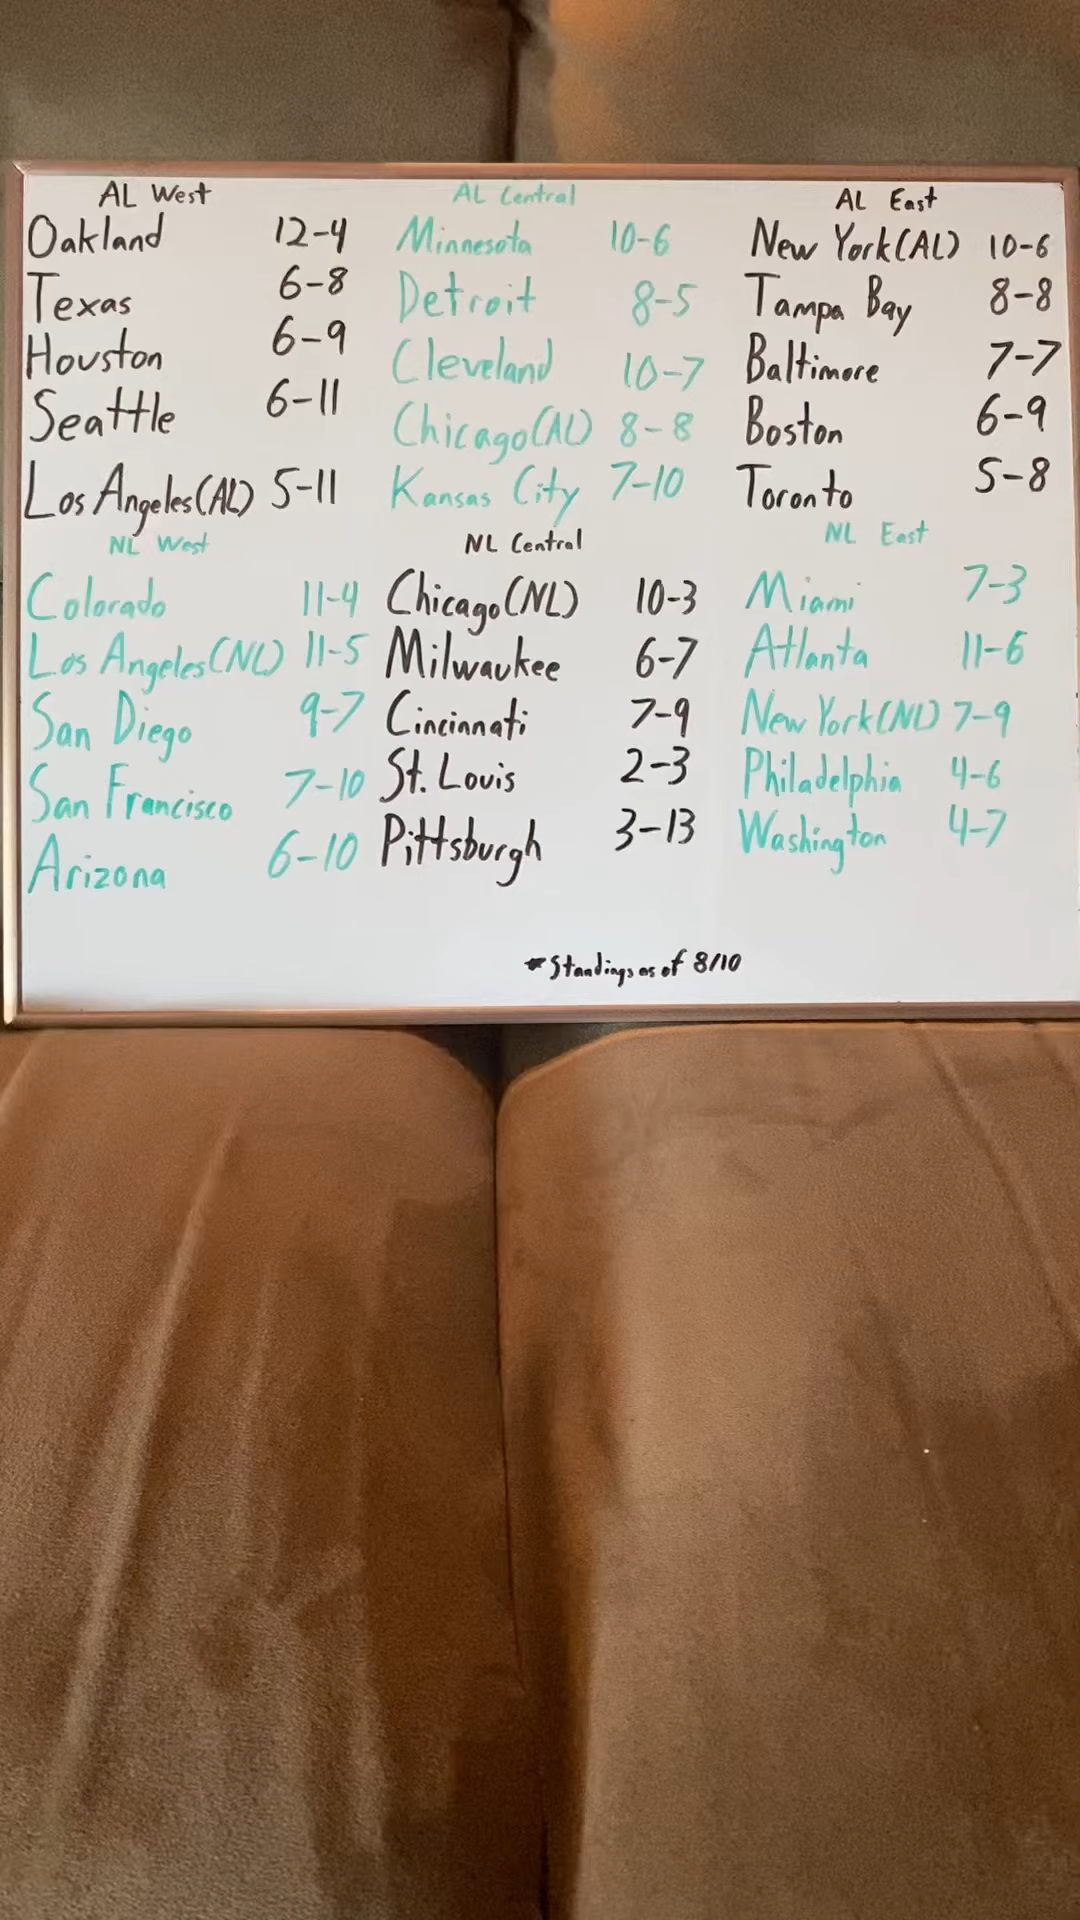 AL West
Oakland 12-4
Texas 6-8
Houston 6-9
Seattle 6-11
Los Angeles(AL) 5-11
AL Central
Minnesota 10-6
Detroit 8-5
Cleveland 10-7
Chicago(AL) 8-8
Kansas City 7-10
AL East
New York(AL) 10-6
Tampa Bay 8-8
Baltimore 7-7
Boston 6-9
Toronto 5-8
NL West
Colorado 11-4
Los Angeles(NL) 11-5
San Diego 9-7
San Francisco 7-10
Arizona 6-10
NL Central
Chicago(NL) 10-3
Milwaukee 6-7
Cincinnati 7-9
St. Louis 2-3
Pittsburgh 3-13
NL East
Miami 7-3
Atlanta 11-6
New York(NL) 7-9
Philadelphia 4-6
Washington 4-7
*Standings as of 8/10